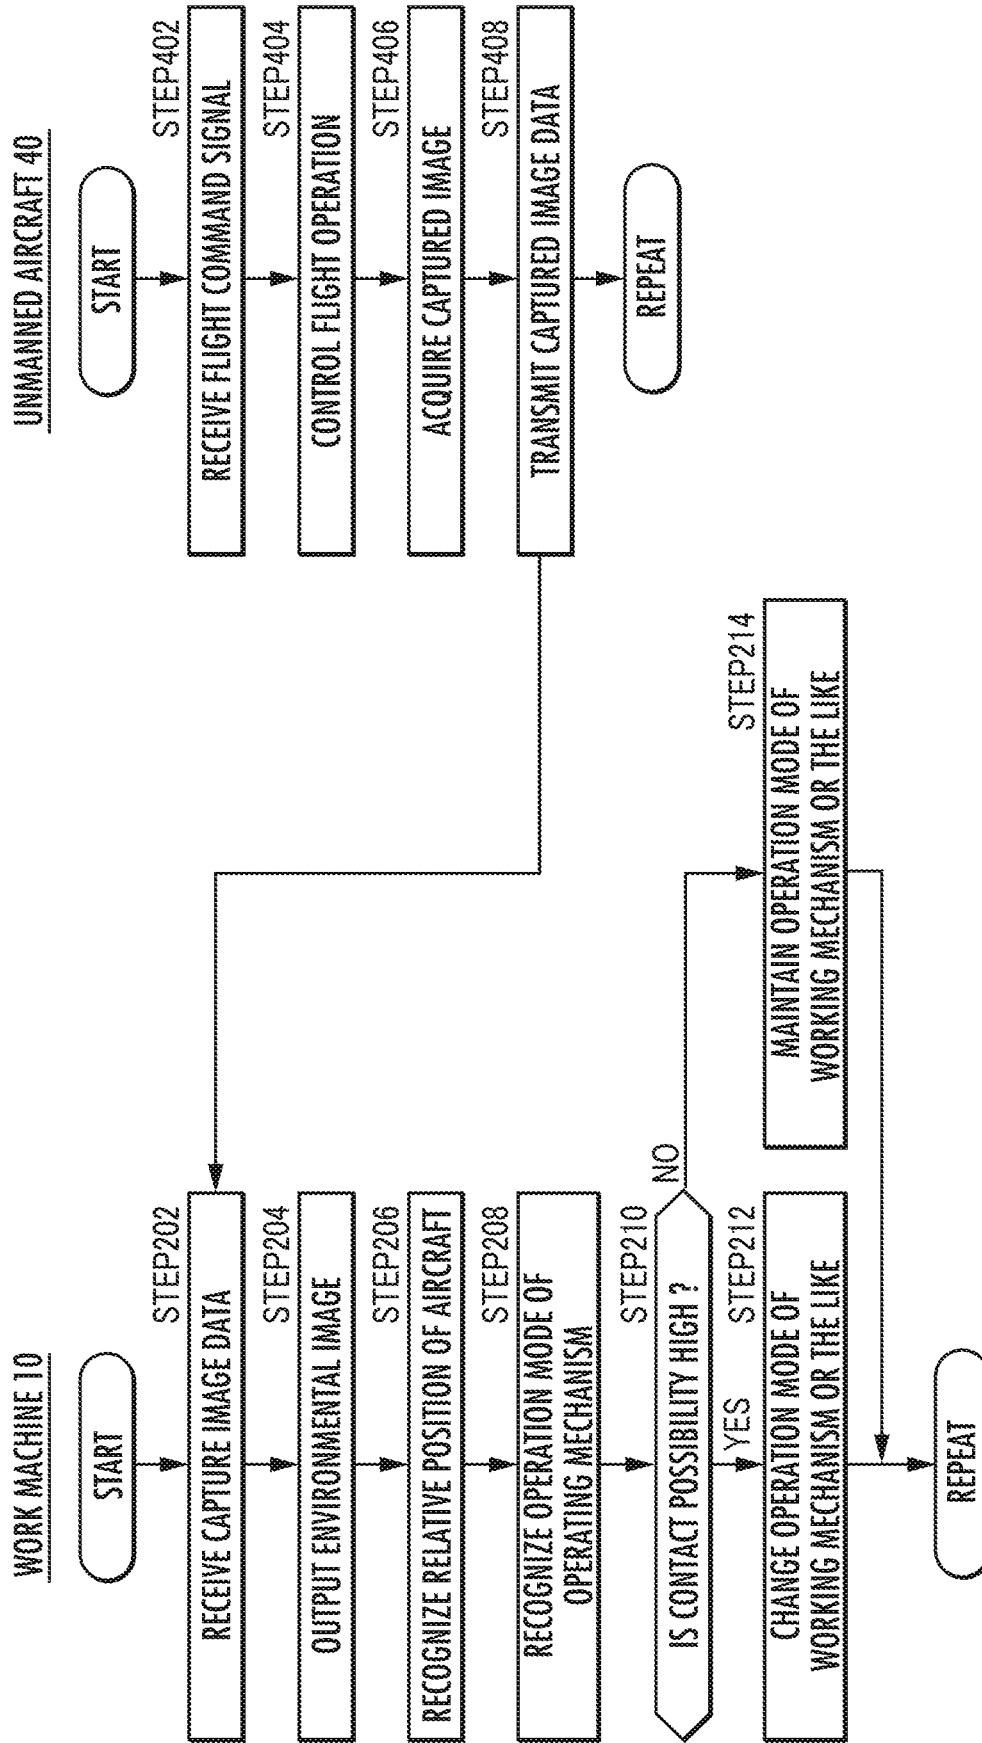 WORK MACHINE 10
START
STEP202
RECEIVE CAPTURE IMAGE DATA
STEP204
OUTPUT ENVIRONMENTAL IMAGE
STEP206
RECOGNIZE RELATIVE POSITION OF AIRCRAFT
STEP208
RECOGNIZE OPERATION MODE OF
OPERATING MECHANISM
STEP210
IS CONTACT POSSIBILITY HIGH ?
NO
YES
STEP212
CHANGE OPERATION MODE OF
WORKING MECHANISM OR THE LIKE
STEP214
MAINTAIN OPERATION MODE OF
WORKING MECHANISM OR THE LIKE
REPEAT
UNMANNED AIRCRAFT 40
START
STEP402
RECEIVE FLIGHT COMMAND SIGNAL
STEP404
CONTROL FLIGHT OPERATION
STEP406
ACQUIRE CAPTURED IMAGE
STEP408
TRANSMIT CAPTURED IMAGE DATA
REPEAT